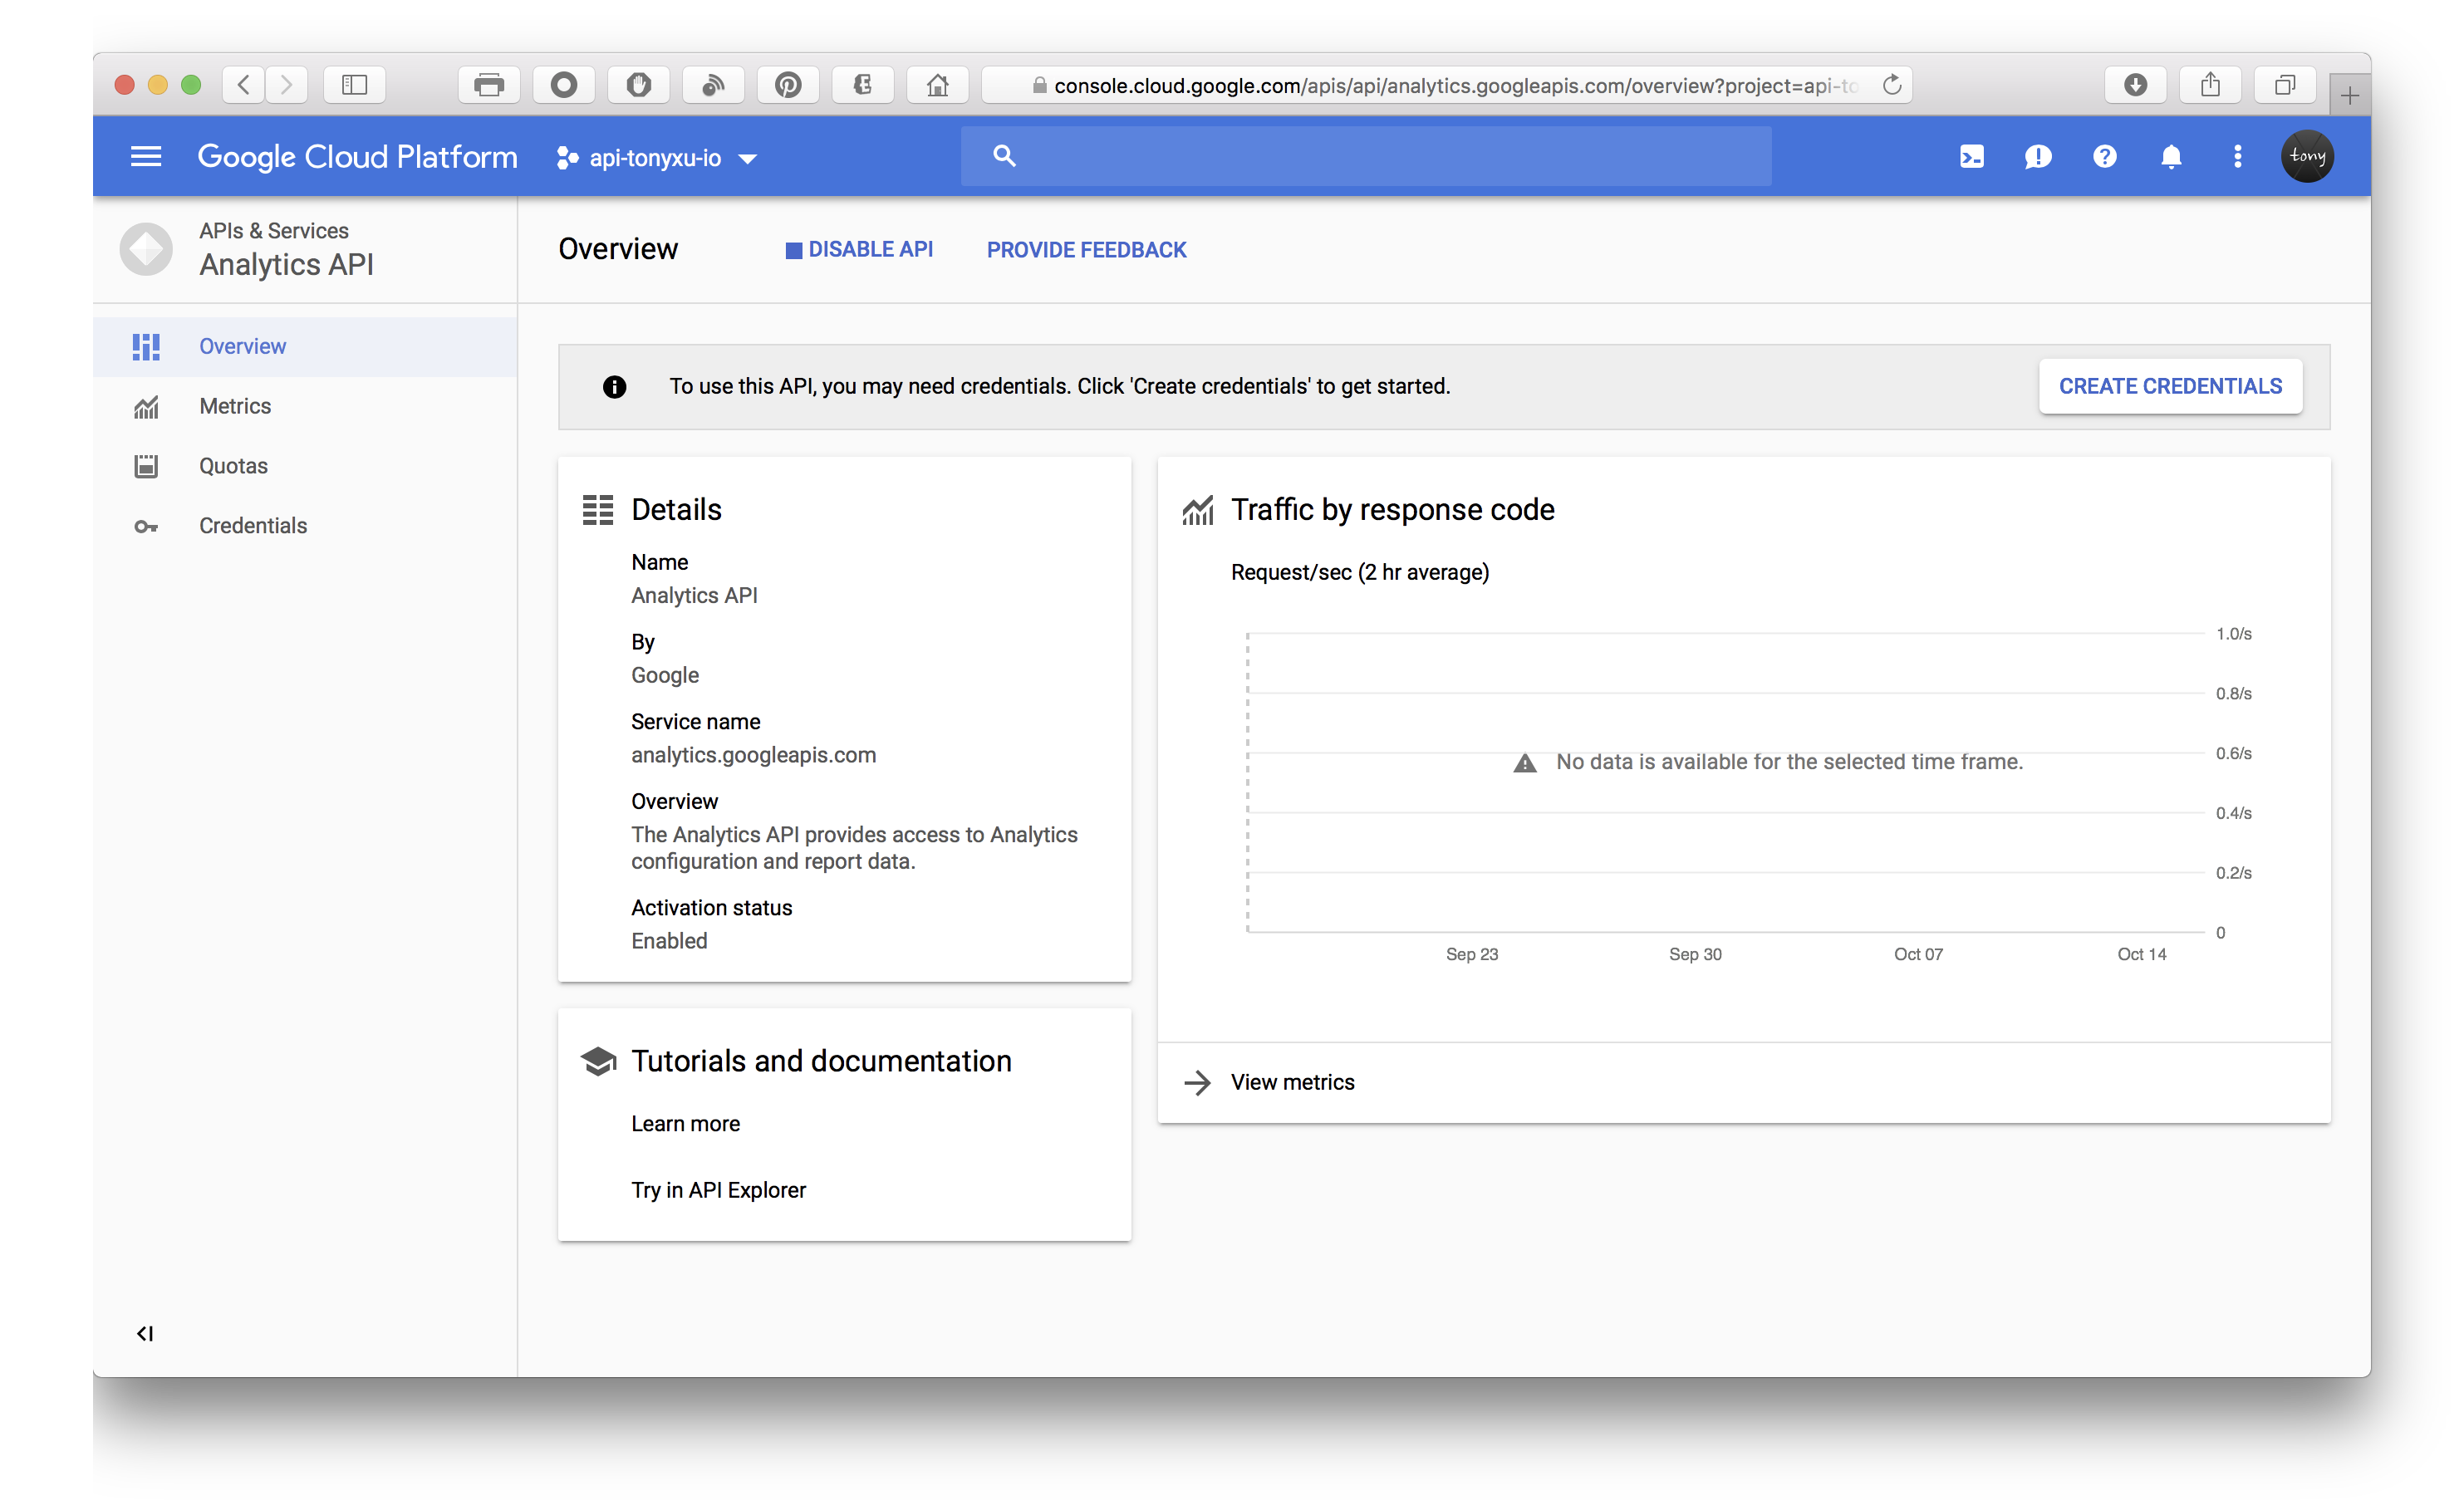 console.cloud.google.com/apis/api/analytics.googleapis.com/overview?project=api-to
Google Cloud Platform
api-tonyxu-io
tony
APIs & Services
Analytics API
Overview
DISABLE API
PROVIDE FEEDBACK
Overview
Metrics
Quotas
Credentials
To use this API, you may need credentials. Click 'Create credentials' to get started.
CREATE CREDENTIALS
Details
Name
Analytics API
By
Google
Service name
analytics.googleapis.com
Overview
The Analytics API provides access to Analytics
configuration and report data.
Activation status
Enabled
Tutorials and documentation
Learn more
Try in API Explorer
Traffic by response code
Request/sec (2 hr average)
1.0/s
0.8/s
0.6/s
No data is available for the selected time frame.
0.4/s
0.2/s
0
Sep 23
Sep 30
Oct 07
Oct 14
View metrics